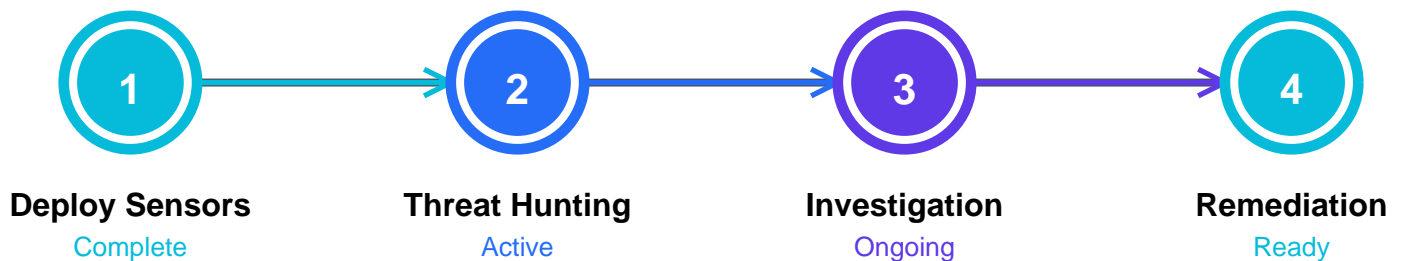 1 2 3 4
Deploy Sensors Threat Hunting Investigation Remediation
Complete Active Ongoing Ready